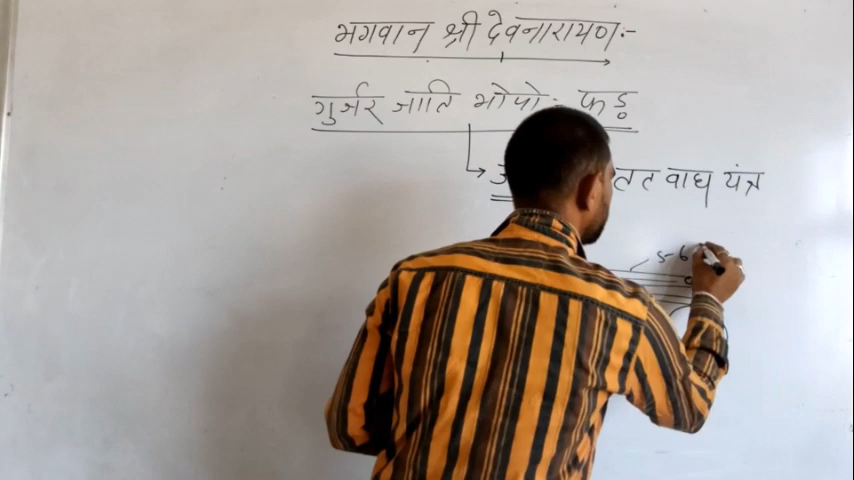 भगवान श्री देवनारायण:-
गुर्जर जाति भोपो:- फड़
तत वाद्य यंत्र
5-6